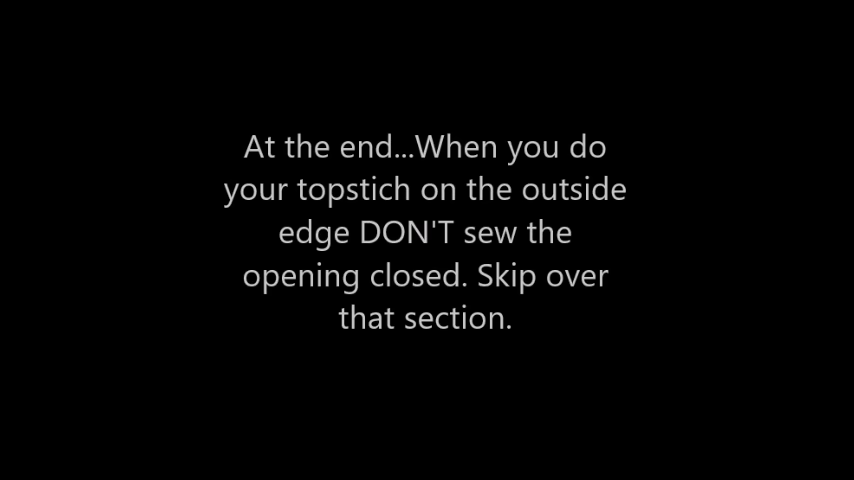 At the end...When you do
your topstich on the outside
edge DON'T sew the
opening closed. Skip over
that section.